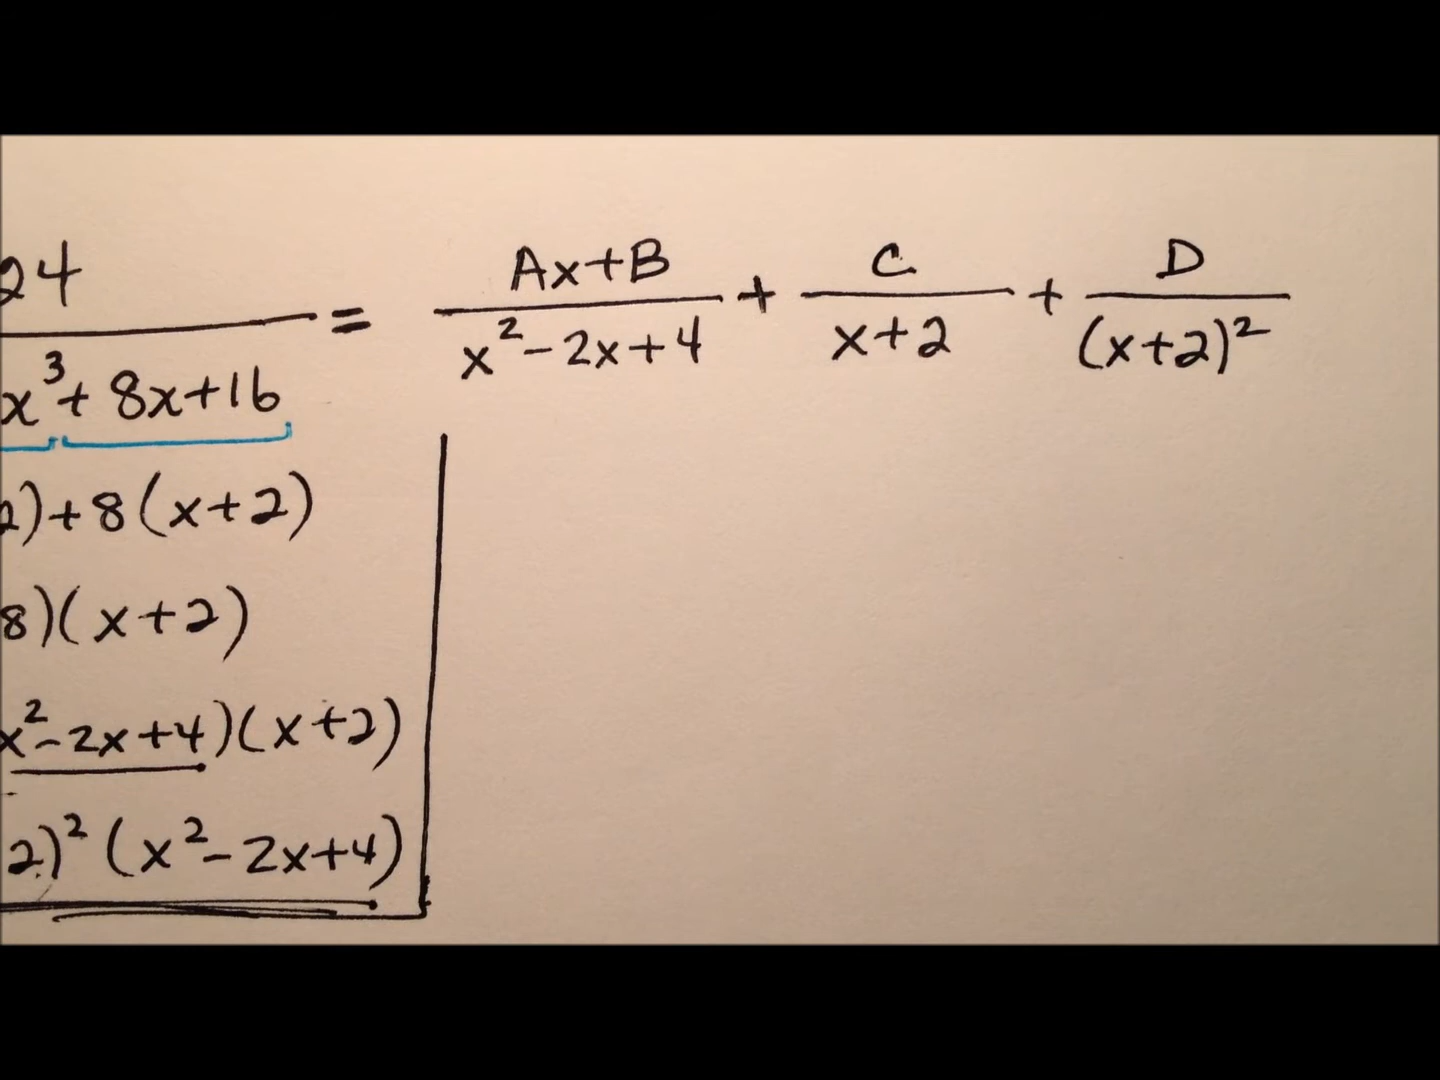 24 / x³ + 8x + 16 = Ax + B / x² - 2x + 4 + C / x + 2 + D / (x + 2)²
2) + 8 (x + 2)
8)(x + 2)
x² - 2x + 4)(x + 2)
2)² (x² - 2x + 4)